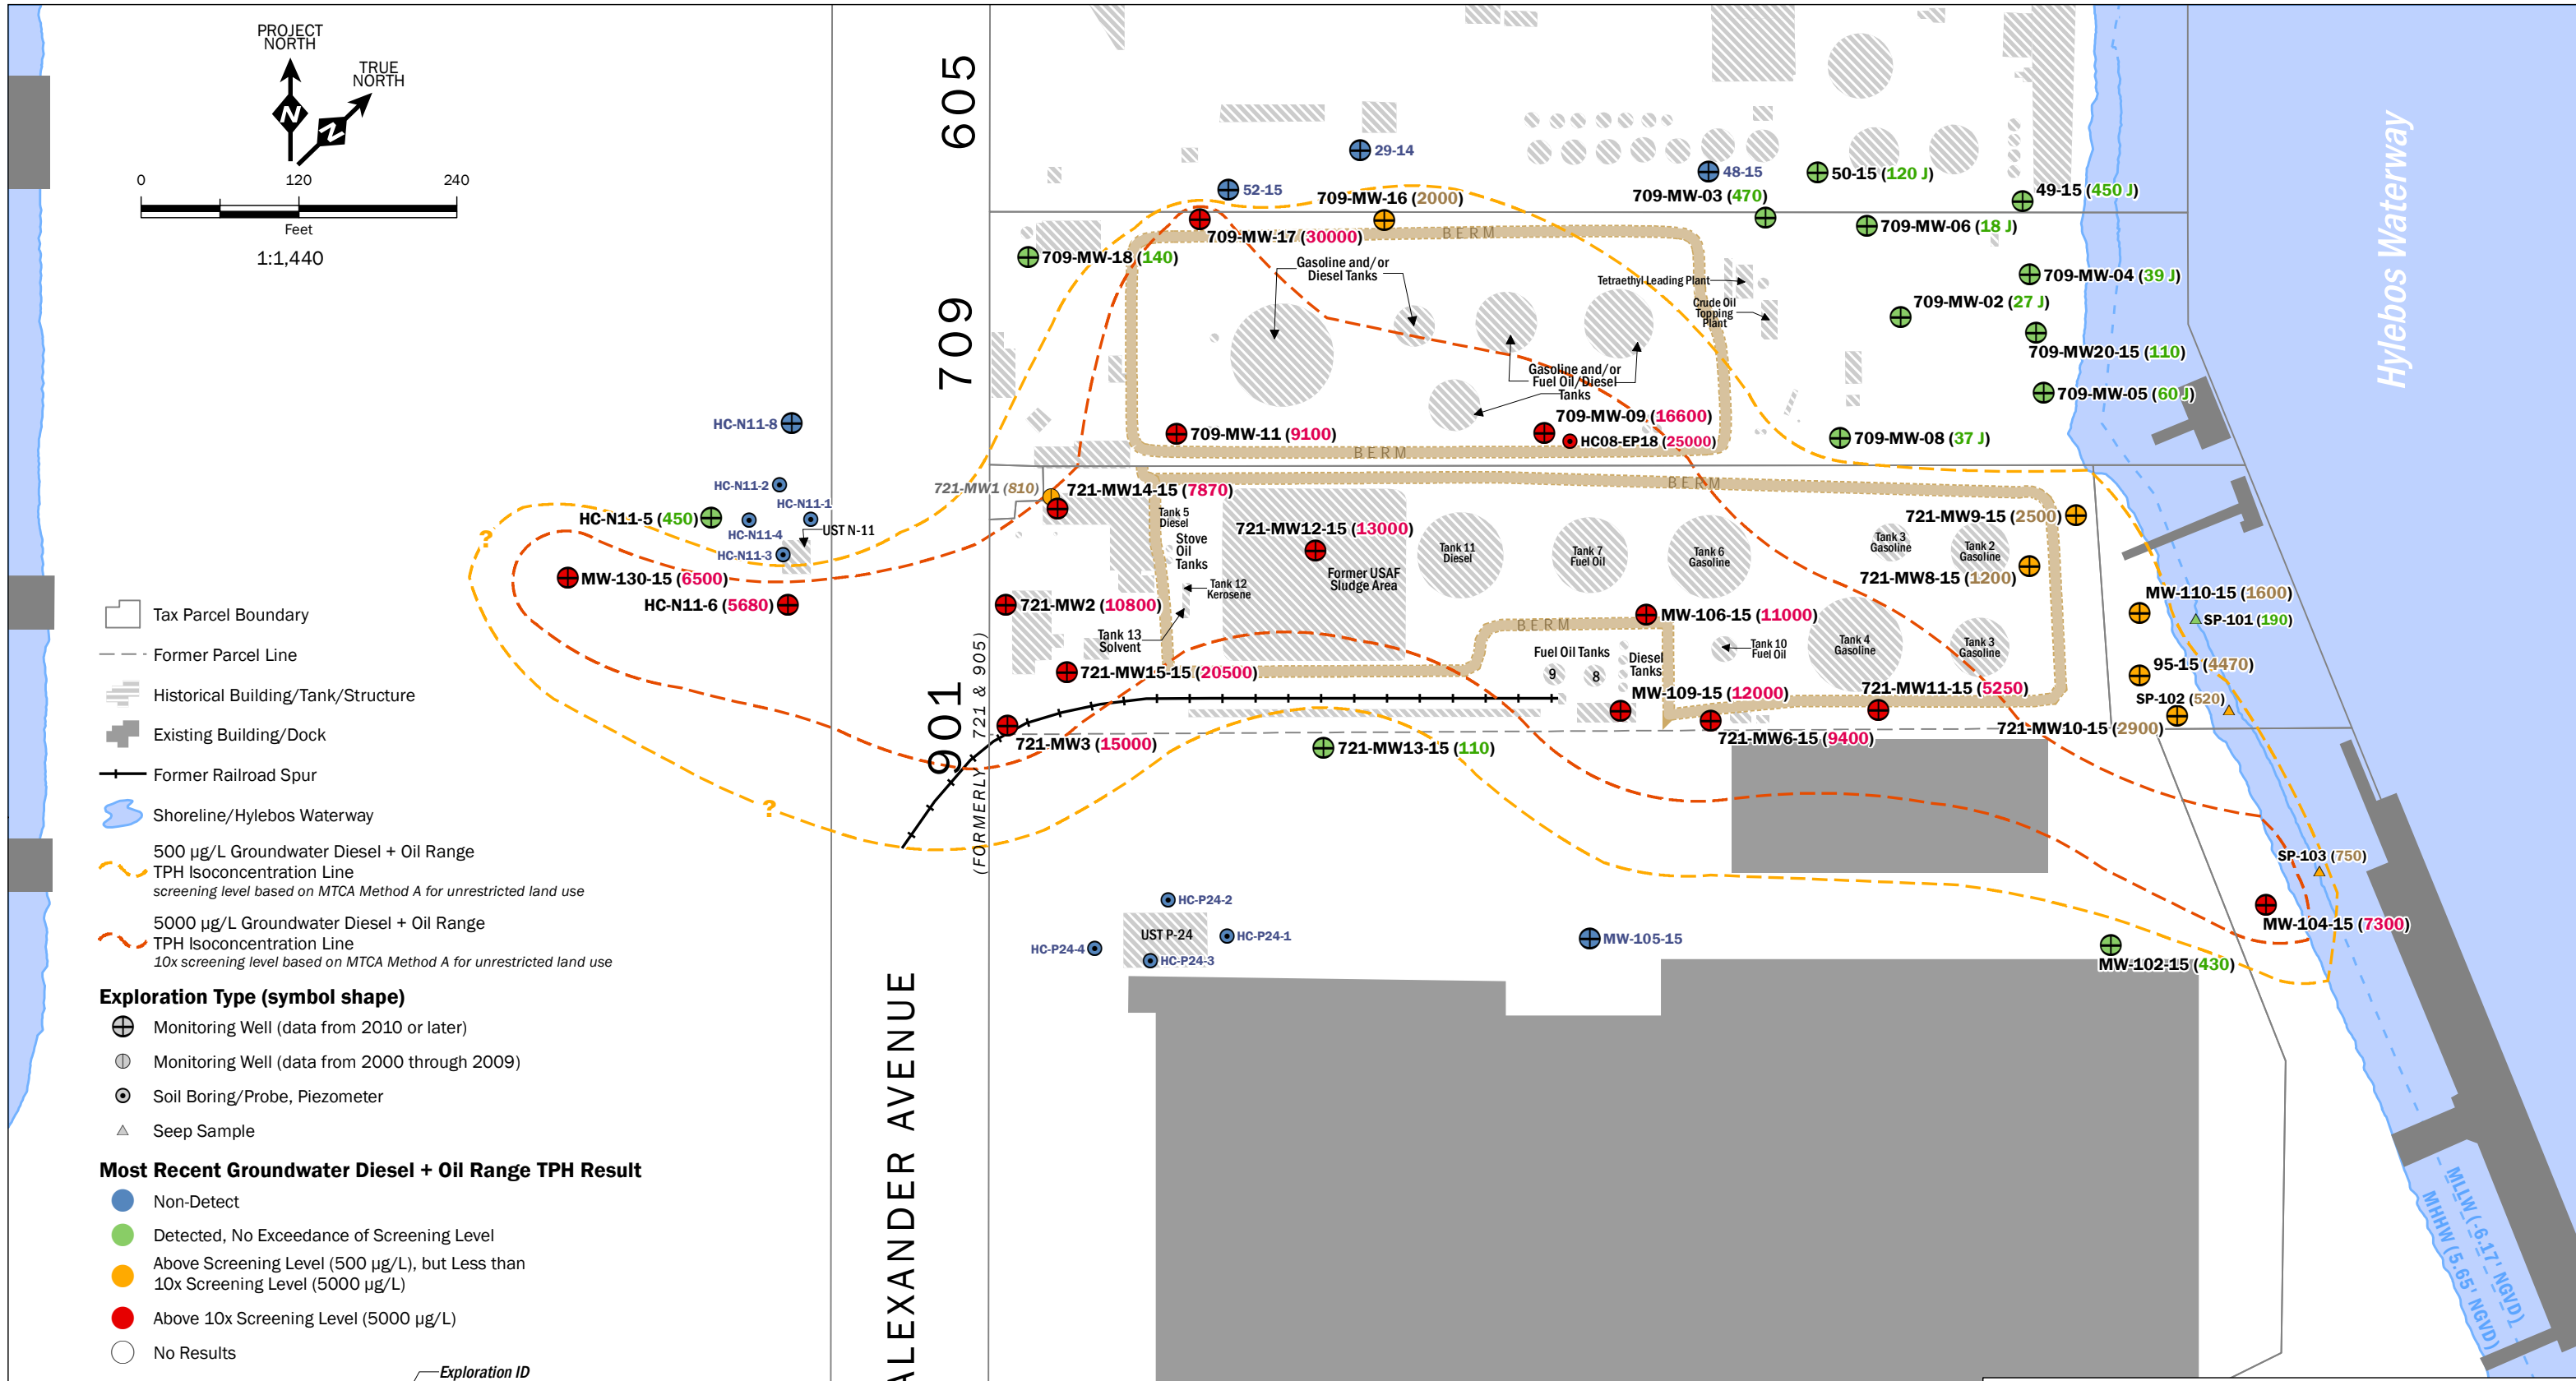 PROJECT
NORTH
TRUE
NORTH
N
N
0
120
240
Feet
1:1,440
605
709
901
(FORMERLY 721 & 905)
ALEXANDER AVENUE
Hylebos Waterway
29-14
52-15
48-15
50-15 (120 J)
49-15 (450 J)
709-MW-16 (2000)
709-MW-03 (470)
709-MW-06 (18 J)
709-MW-17 (30000)
BERM
709-MW-18 (140)
Gasoline and/or
Diesel Tanks
Tetraethyl Leading Plant
Crude Oil
Topping
Plant
709-MW-04 (39 J)
709-MW-02 (27 J)
709-MW20-15 (110)
Gasoline and/or
Fuel Oil/Diesel
Tanks
709-MW-05 (60 J)
709-MW-09 (16600)
709-MW-11 (9100)
HC08-EP18 (25000)
709-MW-08 (37 J)
BERM
HC-N11-8
HC-N11-2
HC-N11-1
HC-N11-5 (450)
HC-N11-4
UST N-11
HC-N11-3
?
MW-130-15 (6500)
HC-N11-6 (5680)
721-MW1 (810)
721-MW14-15 (7870)
BERM
Tank 5
Diesel
721-MW12-15 (13000)
721-MW9-15 (2500)
Stove
Oil
Tanks
Tank 11
Diesel
Tank 7
Fuel Oil
Tank 6
Gasoline
Tank 3
Gasoline
Tank 2
Gasoline
Former USAF
Sludge Area
721-MW8-15 (1200)
Tank 12
Kerosene
721-MW2 (10800)
MW-106-15 (11000)
MW-110-15 (1600)
SP-101 (190)
BERM
Tank 13
Solvent
Fuel Oil Tanks
9
8
Diesel
Tanks
Tank 10
Fuel Oil
Tank 4
Gasoline
Tank 3
Gasoline
95-15 (4470)
721-MW15-15 (20500)
MW-109-15 (12000)
721-MW11-15 (5250)
SP-102 (520)
721-MW3 (15000)
721-MW13-15 (110)
721-MW6-15 (9400)
721-MW10-15 (2900)
?
SP-103 (750)
MW-104-15 (7300)
HC-P24-2
UST P-24
HC-P24-1
HC-P24-4
HC-P24-3
MW-105-15
MW-102-15 (430)
MLLW (-6.17' NGVD)
MHHW (5.65' NGVD)
Tax Parcel Boundary
Former Parcel Line
Historical Building/Tank/Structure
Existing Building/Dock
Former Railroad Spur
Shoreline/Hylebos Waterway
500 µg/L Groundwater Diesel + Oil Range
TPH Isoconcentration Line
screening level based on MTCA Method A for unrestricted land use
5000 µg/L Groundwater Diesel + Oil Range
TPH Isoconcentration Line
10x screening level based on MTCA Method A for unrestricted land use
Exploration Type (symbol shape)
Monitoring Well (data from 2010 or later)
Monitoring Well (data from 2000 through 2009)
Soil Boring/Probe, Piezometer
Seep Sample
Most Recent Groundwater Diesel + Oil Range TPH Result
Non-Detect
Detected, No Exceedance of Screening Level
Above Screening Level (500 µg/L), but Less than
10x Screening Level (5000 µg/L)
Above 10x Screening Level (5000 µg/L)
No Results
Exploration ID